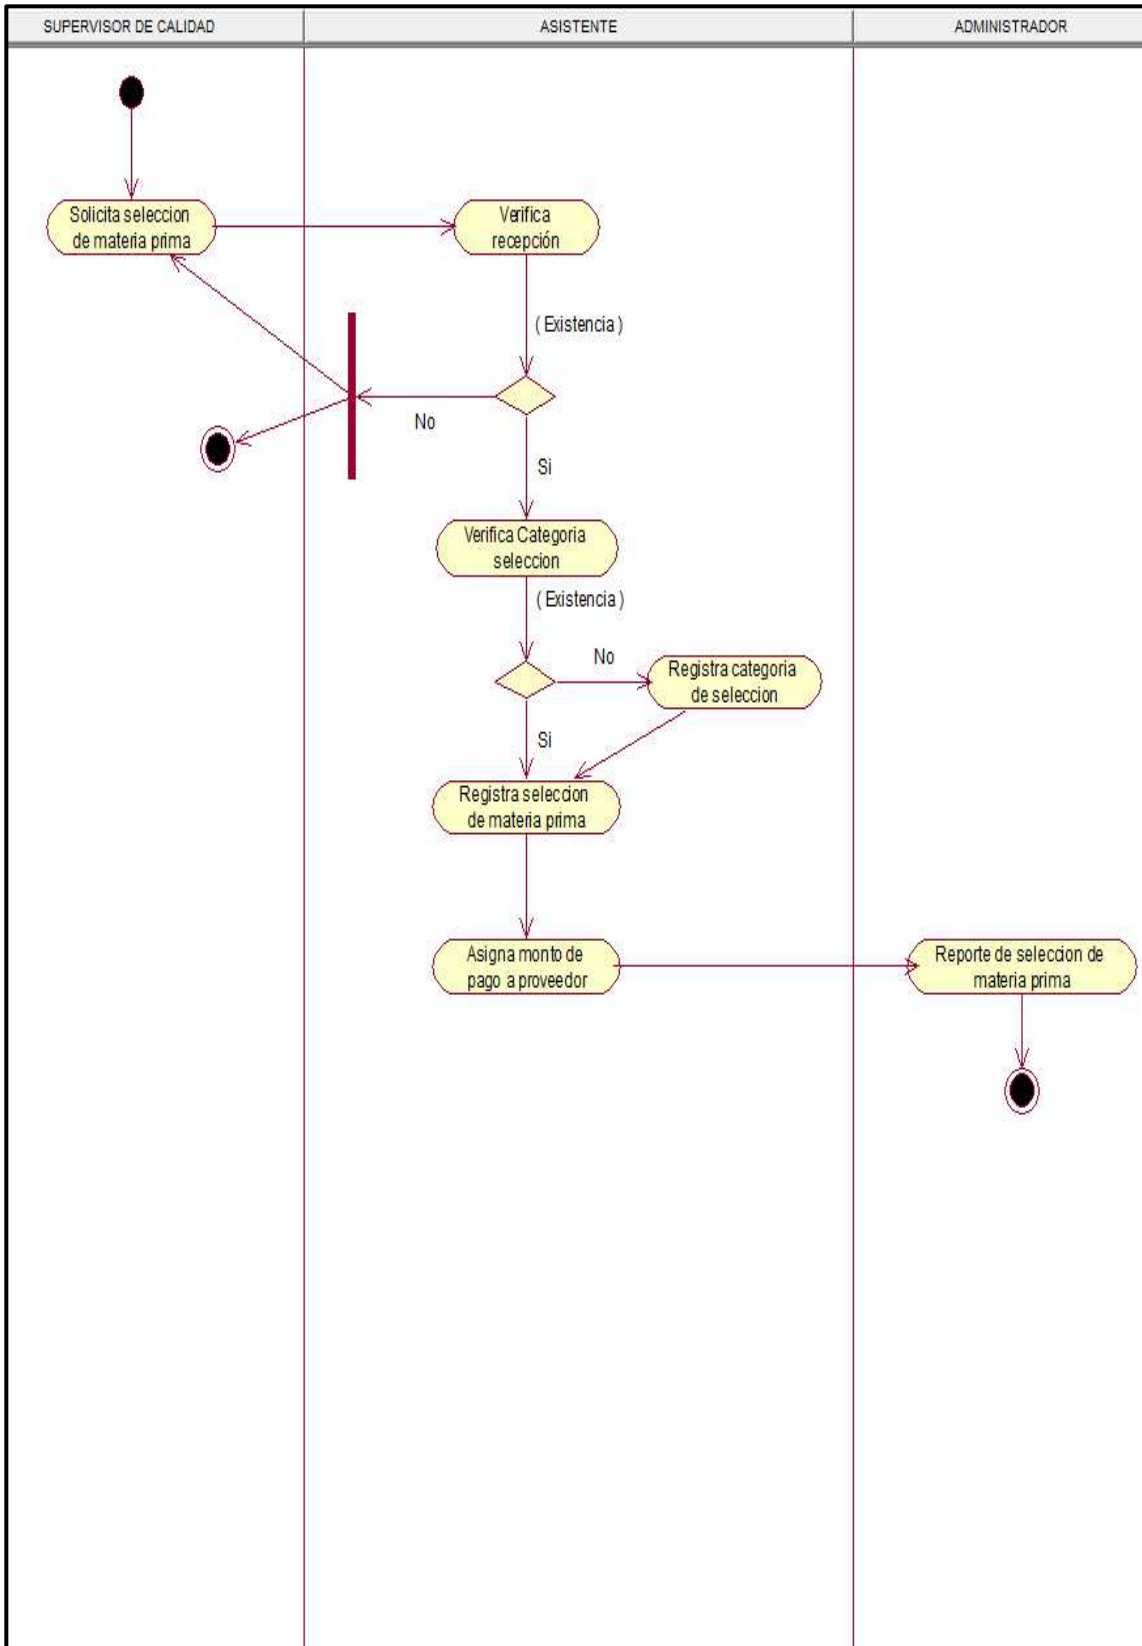 SUPERVISOR DE CALIDAD
ASISTENTE
ADMINISTRADOR
Solicita seleccion
de materia prima
Verifica
recepción
( Existencia )
No
Si
Verifica Categoria
seleccion
( Existencia )
No
Registra categoria
de seleccion
Si
Registra seleccion
de materia prima
Asigna monto de
pago a proveedor
Reporte de seleccion de
materia prima